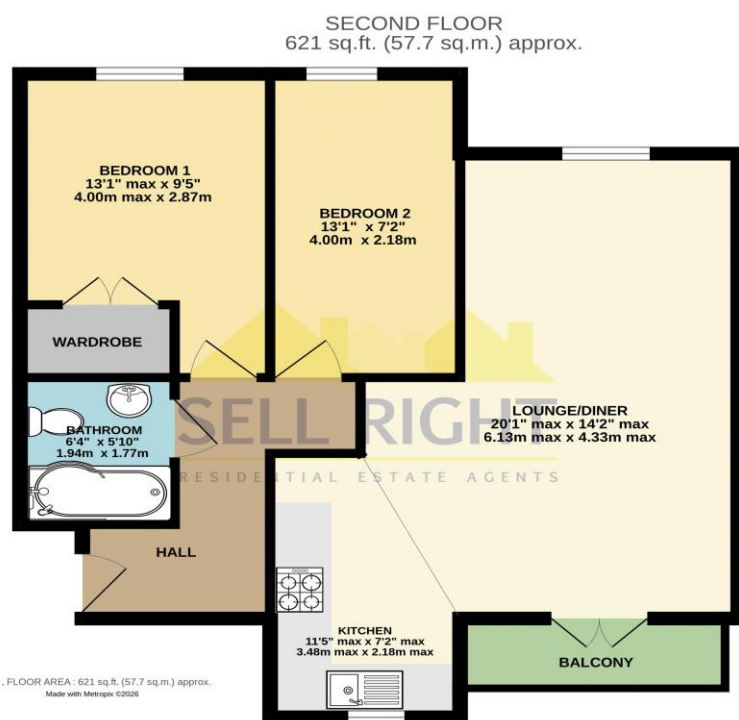 SECOND FLOOR
621 sq.ft. (57.7 sq.m.) approx.
BEDROOM 1
13'1" max x 9'5"
4.00m max x 2.87m
BEDROOM 2
13'1" x 7'2"
4.00m x 2.18m
WARDROBE
BATHROOM
6'4" x 5'10"
1.94m x 1.77m
LOUNGE/DINER
20'1" max x 14'2" max
6.13m max x 4.33m max
SELL RIGHT
RESIDENTIAL ESTATE AGENTS
HALL
KITCHEN
11'5" max x 7'2" max
3.48m max x 2.18m max
BALCONY
. FLOOR AREA : 621 sq.ft. (57.7 sq.m.) approx.
Made with Metropix ©2026